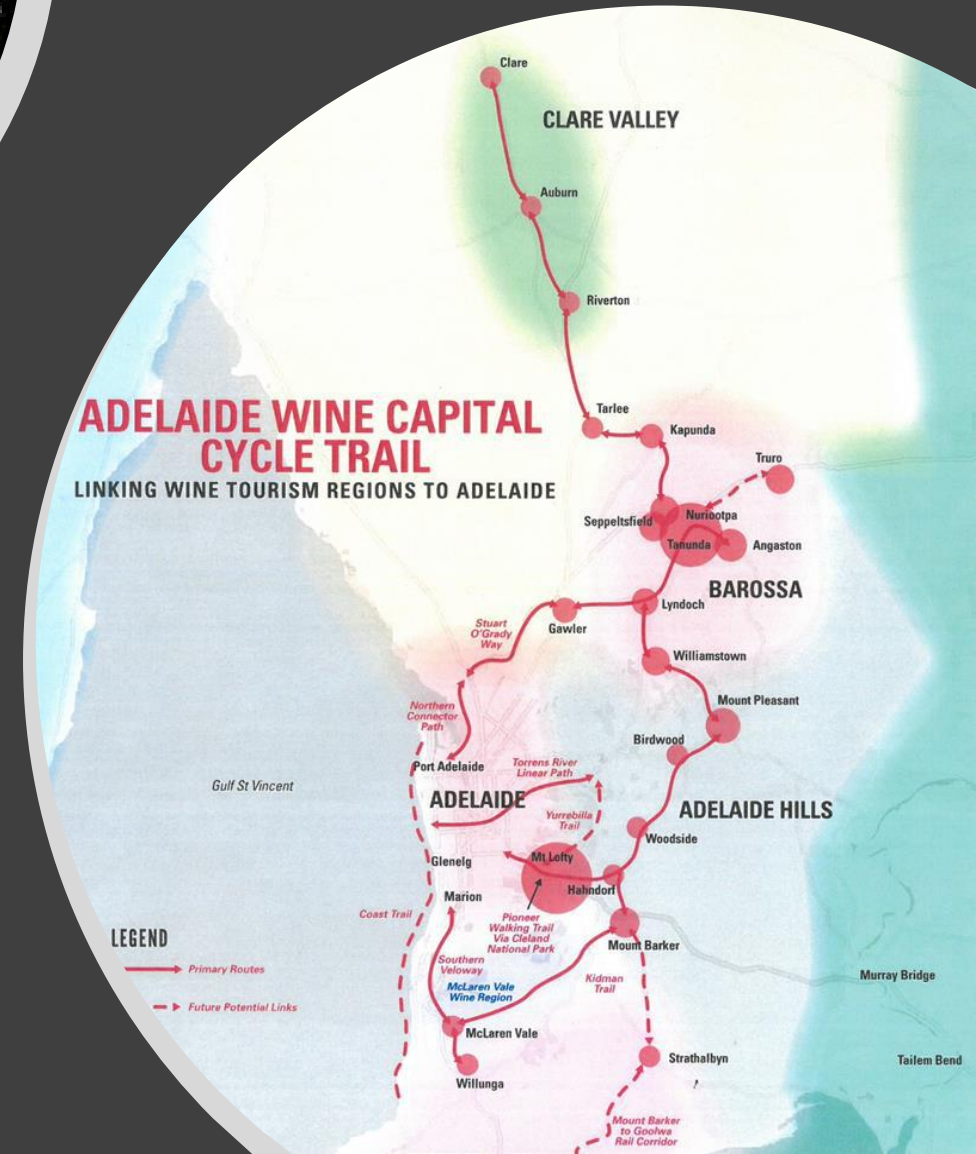 Clare
CLARE VALLEY
Auburn
Riverton
ADELAIDE WINE CAPITAL
CYCLE TRAIL
LINKING WINE TOURISM REGIONS TO ADELAIDE
Tarlee
Kapunda
Truro
Seppeltsfield
Nuriootpa
Tanunda
Angaston
BAROSSA
Lyndoch
Gawler
Stuart
O'Grady
Way
Williamstown
Mount Pleasant
Northern
Connector
Path
Birdwood
Port Adelaide
Torrens River
Linear Path
Gulf St Vincent
ADELAIDE
ADELAIDE HILLS
Yurrebilla
Trail
Woodside
Glenelg
Mt Lofty
Hahndorf
Marion
Coast Trail
Pioneer
Walking Trail
Via Cleland
National Park
Mount Barker
LEGEND
Primary Routes
Future Potential Links
Southern
Veloway
McLaren Vale
Wine Region
Kidman
Trail
Murray Bridge
McLaren Vale
Strathalbyn
Tailem Bend
Willunga
Mount Barker
to Goolwa
Rail Corridor